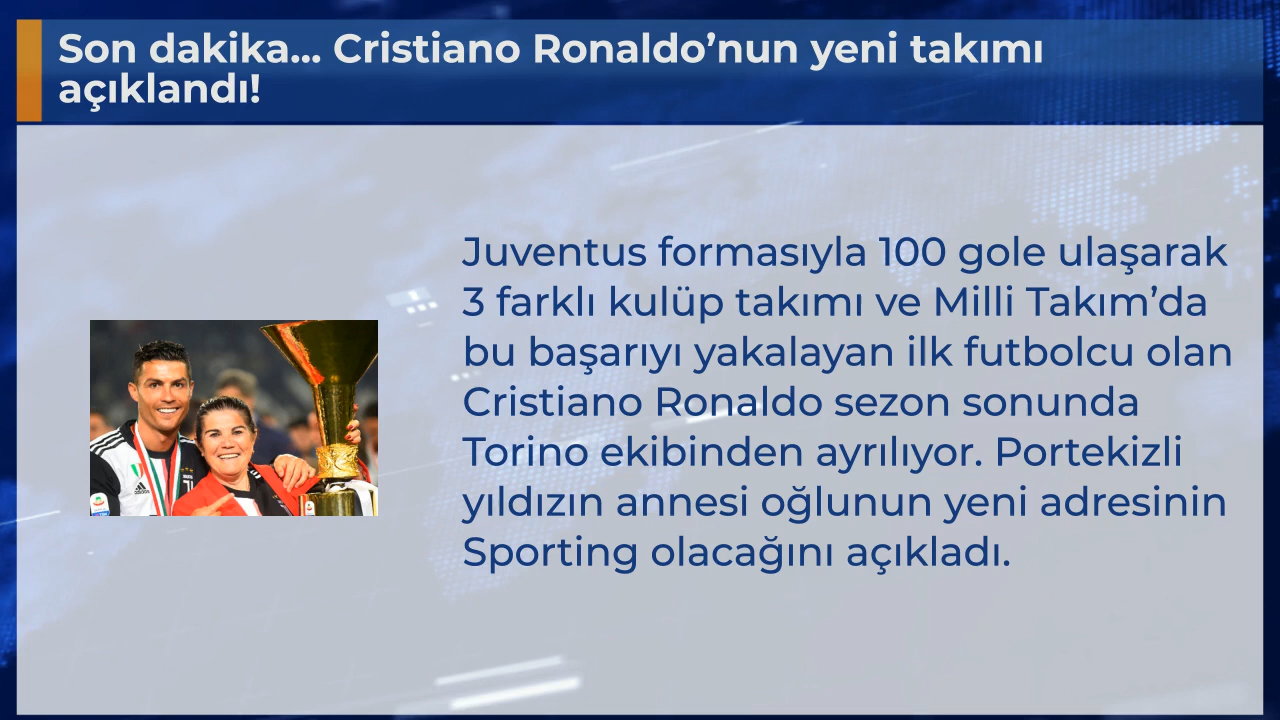 Son dakika... Cristiano Ronaldo’nun yeni takımı
açıklandı!
Juventus formasıyla 100 gole ulaşarak
3 farklı kulüp takımı ve Milli Takım’da
bu başarıyı yakalayan ilk futbolcu olan
Cristiano Ronaldo sezon sonunda
Torino ekibinden ayrılıyor. Portekizli
yıldızın annesi oğlunun yeni adresinin
Sporting olacağını açıkladı.